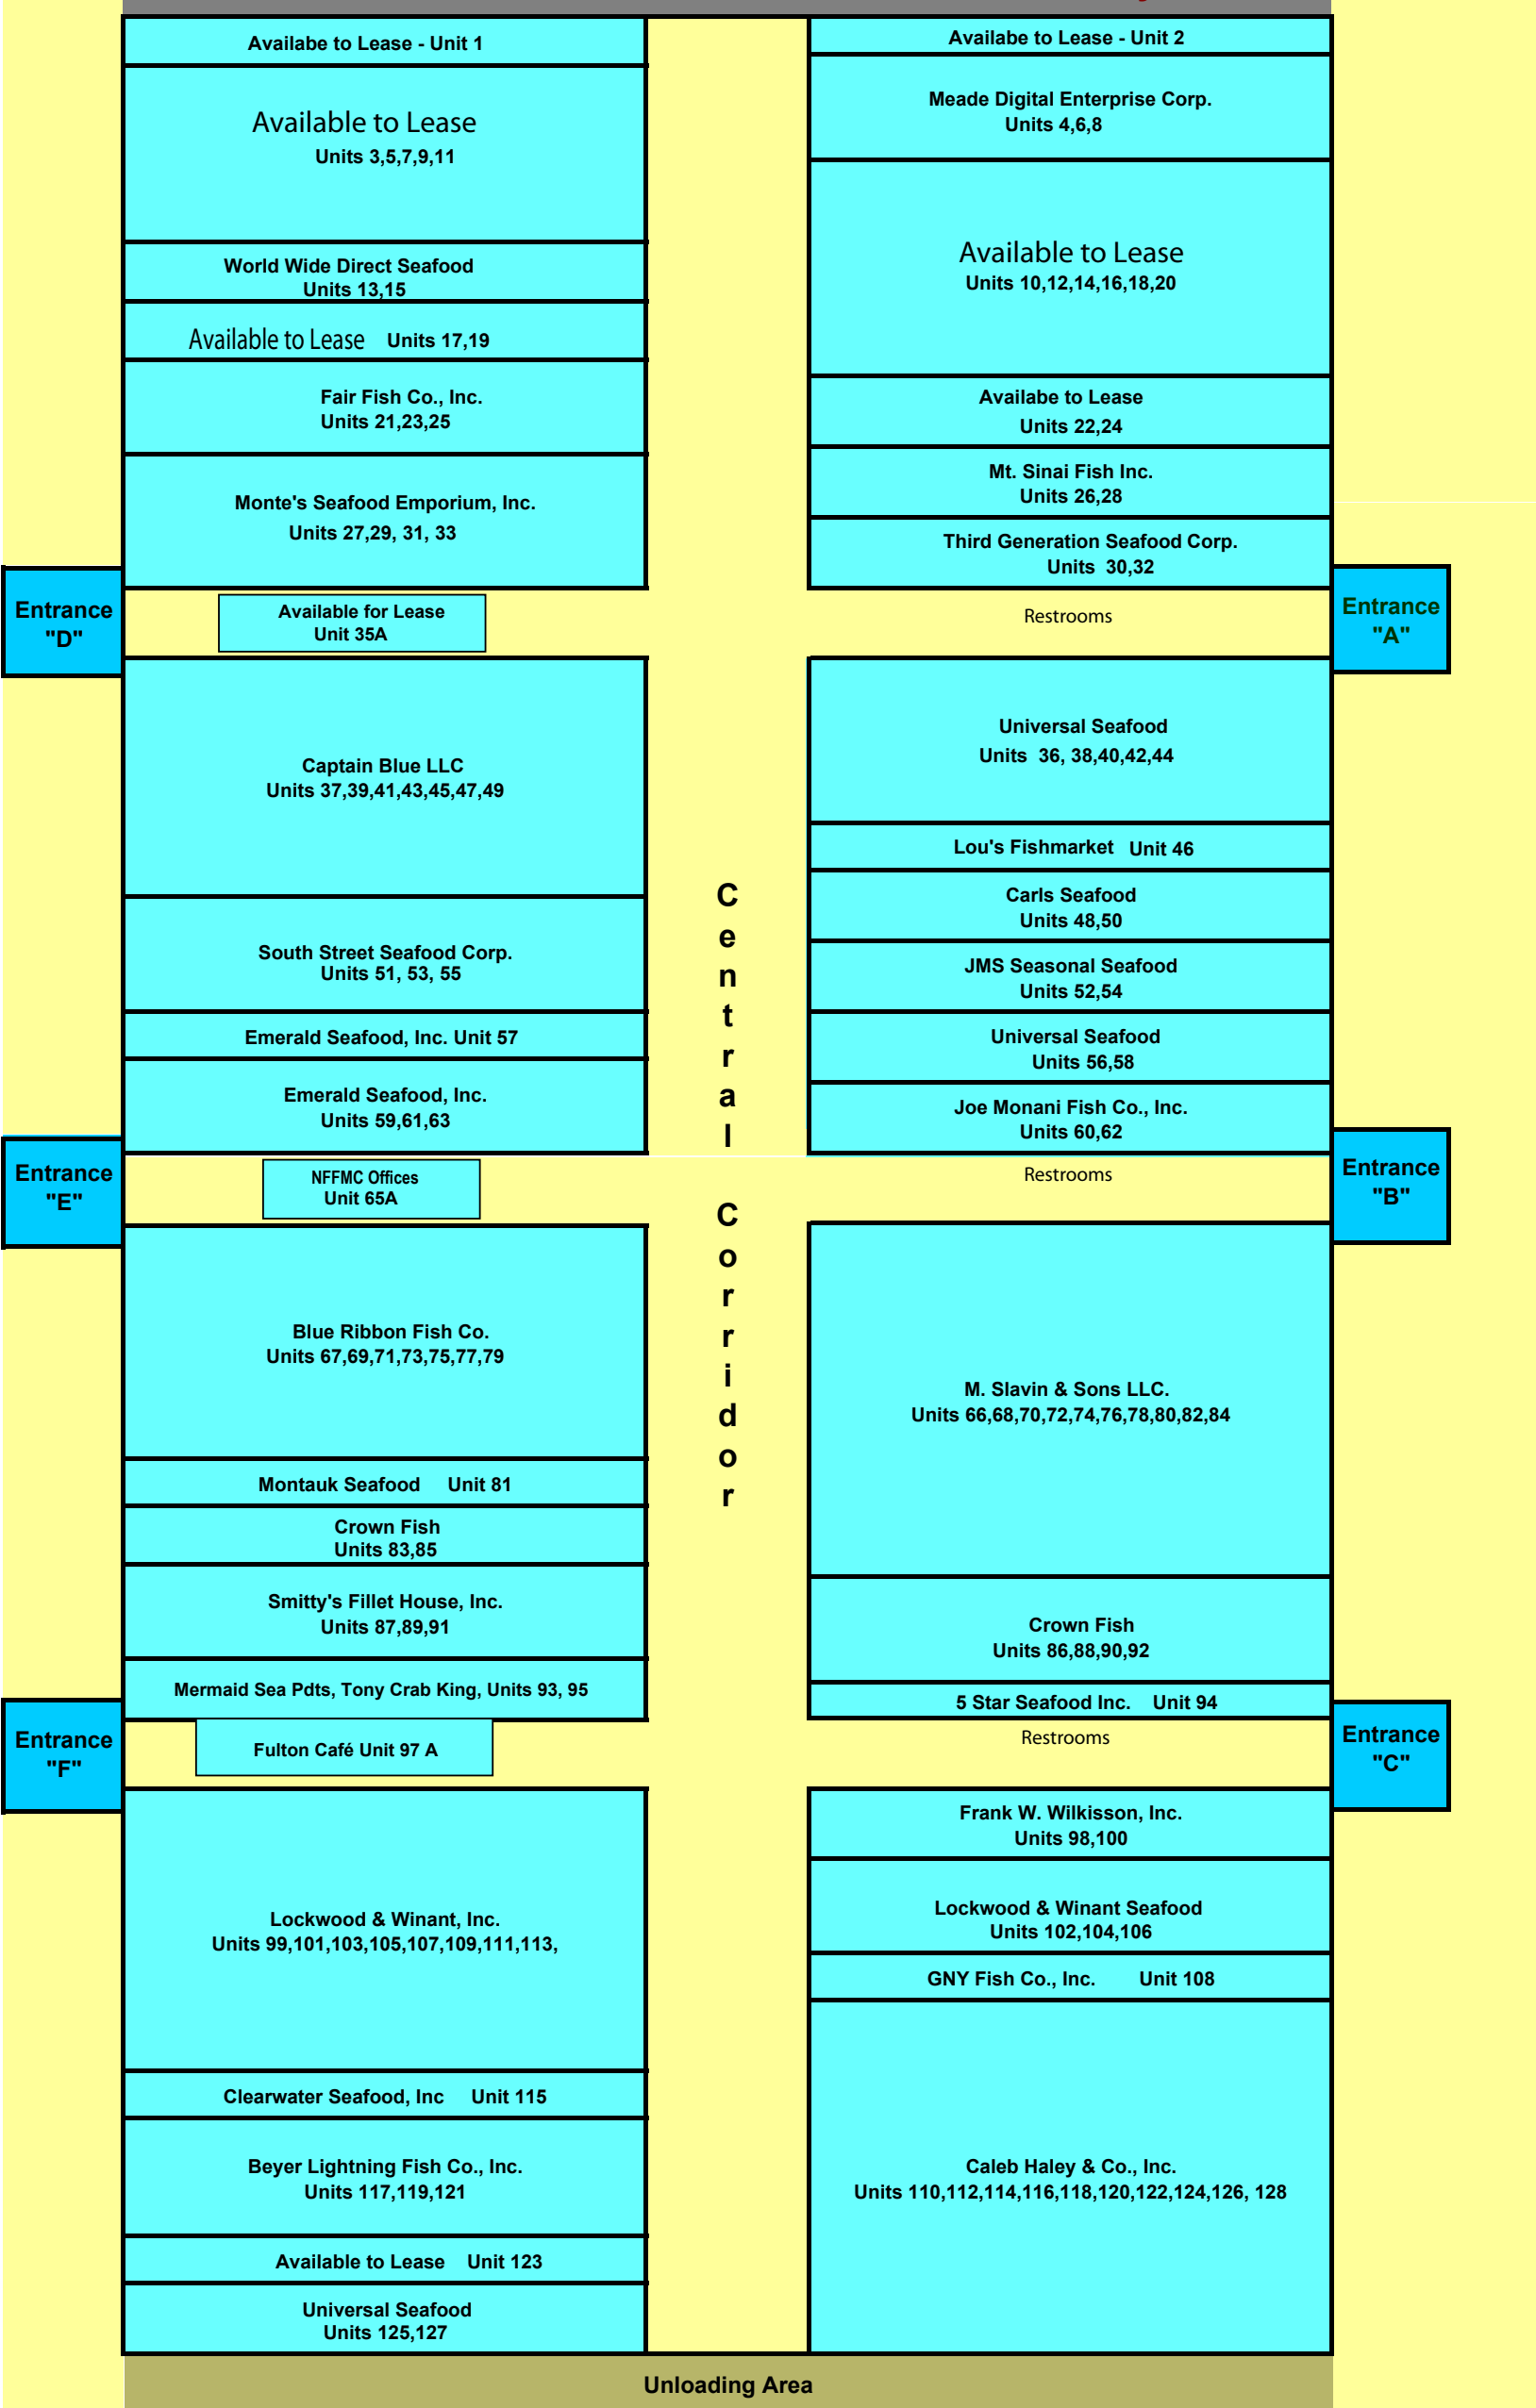 Availabe to Lease - Unit 1
Available to Lease
Units 3,5,7,9,11
World Wide Direct Seafood
Units 13,15
Available to Lease Units 17,19
Fair Fish Co., Inc.
Units 21,23,25
Monte's Seafood Emporium, Inc.
Units 27,29, 31, 33
Entrance
"D"
Available for Lease
Unit 35A
Captain Blue LLC
Units 37,39,41,43,45,47,49
South Street Seafood Corp.
Units 51, 53, 55
Emerald Seafood, Inc. Unit 57
Emerald Seafood, Inc.
Units 59,61,63
Entrance
"E"
NFFMC Offices
Unit 65A
Blue Ribbon Fish Co.
Units 67,69,71,73,75,77,79
Montauk Seafood Unit 81
Crown Fish
Units 83,85
Smitty's Fillet House, Inc.
Units 87,89,91
Mermaid Sea Pdts, Tony Crab King, Units 93, 95
Entrance
"F"
Fulton Café Unit 97 A
Lockwood & Winant, Inc.
Units 99,101,103,105,107,109,111,113,
Clearwater Seafood, Inc Unit 115
Beyer Lightning Fish Co., Inc.
Units 117,119,121
Available to Lease Unit 123
Universal Seafood
Units 125,127
Central
Corridor
Availabe to Lease - Unit 2
Meade Digital Enterprise Corp.
Units 4,6,8
Available to Lease
Units 10,12,14,16,18,20
Availabe to Lease
Units 22,24
Mt. Sinai Fish Inc.
Units 26,28
Third Generation Seafood Corp.
Units 30,32
Restrooms
Entrance
"A"
Universal Seafood
Units 36, 38,40,42,44
Lou's Fishmarket Unit 46
Carls Seafood
Units 48,50
JMS Seasonal Seafood
Units 52,54
Universal Seafood
Units 56,58
Joe Monani Fish Co., Inc.
Units 60,62
Restrooms
Entrance
"B"
M. Slavin & Sons LLC.
Units 66,68,70,72,74,76,78,80,82,84
Crown Fish
Units 86,88,90,92
5 Star Seafood Inc. Unit 94
Restrooms
Entrance
"C"
Frank W. Wilkisson, Inc.
Units 98,100
Lockwood & Winant Seafood
Units 102,104,106
GNY Fish Co., Inc. Unit 108
Caleb Haley & Co., Inc.
Units 110,112,114,116,118,120,122,124,126, 128
Unloading Area